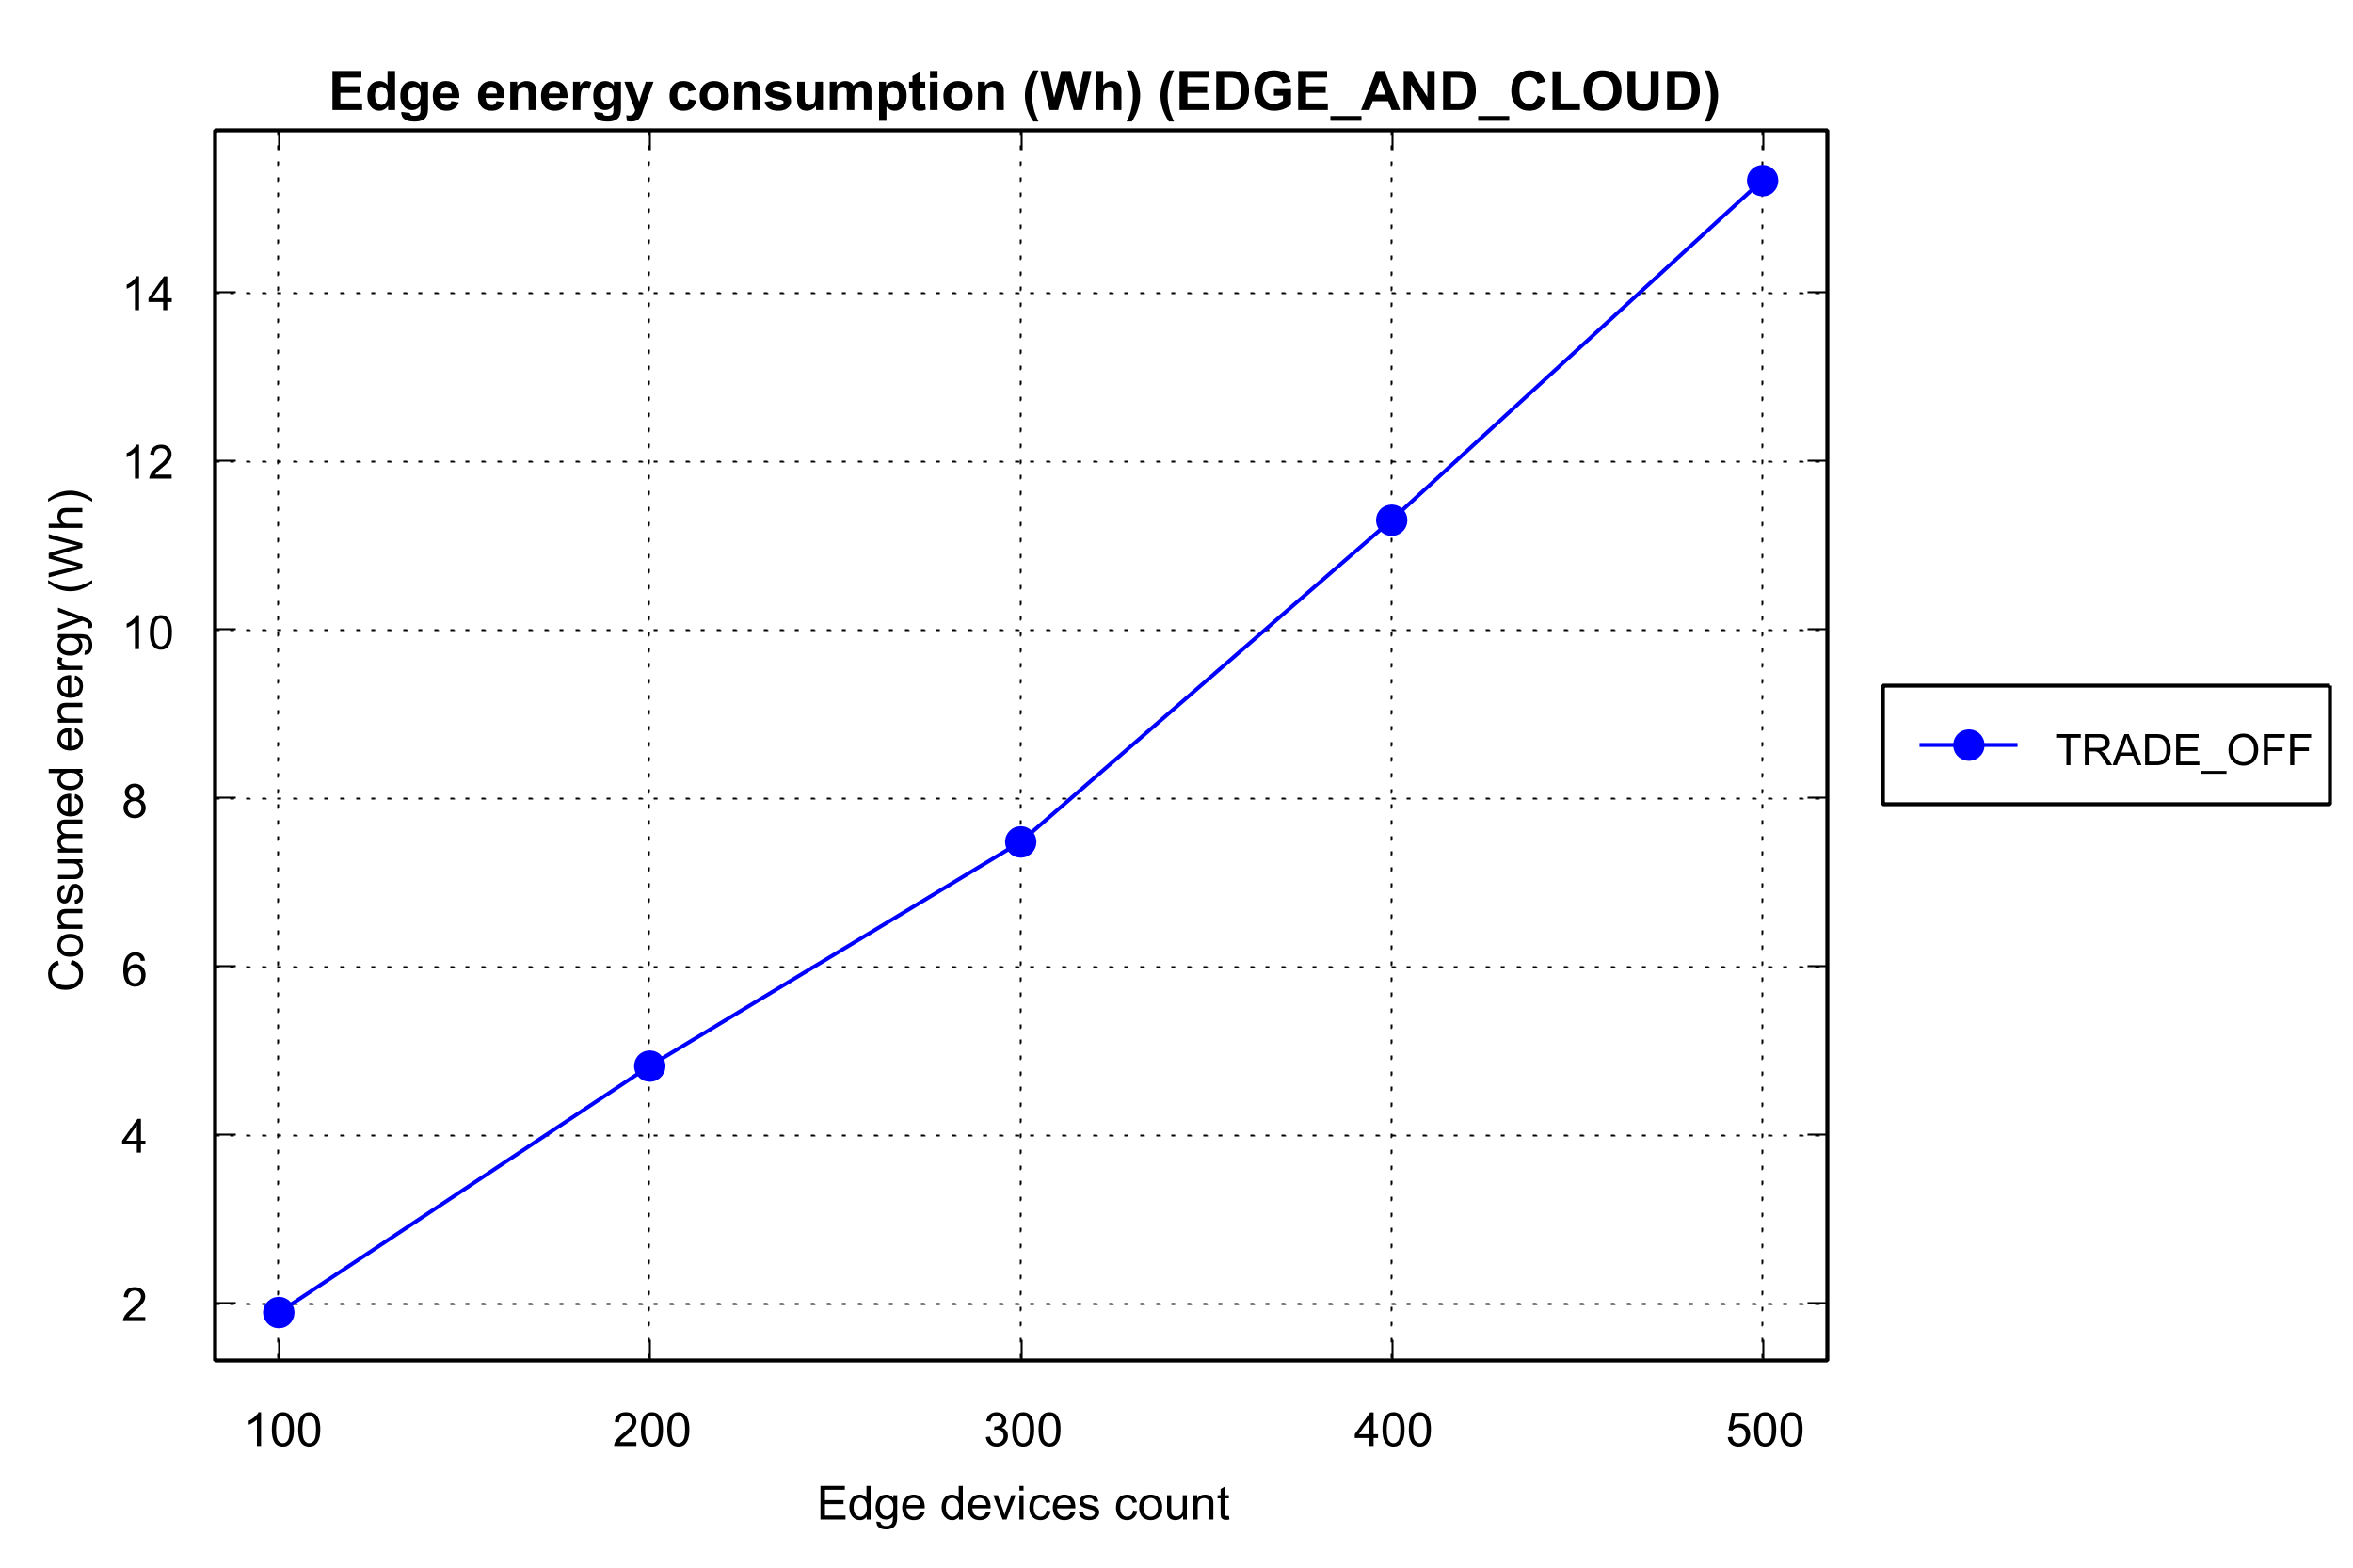 Edge energy consumption (Wh) (EDGE_AND_CLOUD)
Consumed energy (Wh)
14
12
10
8
6
4
2
100 200 300 400 500
Edge devices count
TRADE_OFF